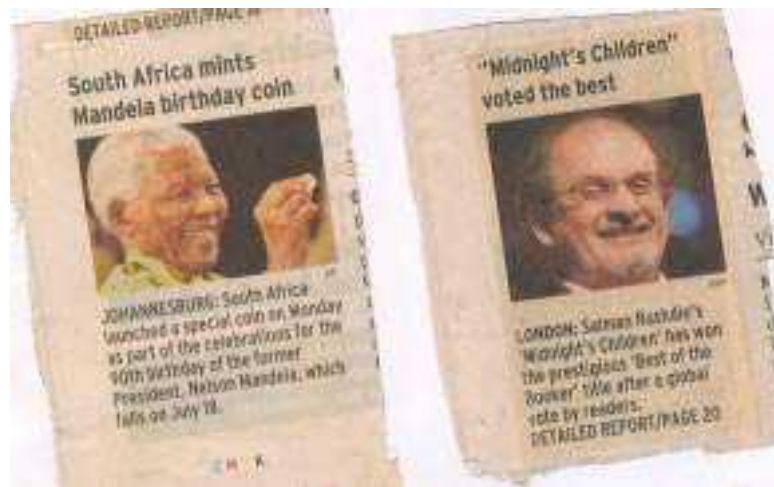 DETAILED REPORT/PAGE
South Africa mints
Mandela birthday coin
JOHANNESBURG: South Africa
launched a special coin on Monday
as part of the celebrations for the
90th birthday of the former
President, Nelson Mandela, which
falls on July 18.
C M K
"Midnight's Children"
voted the best
LONDON: Salman Rushdie's
'Midnight's Children' has won
the prestigious 'Best of the
Booker' title after a global
vote by readers.
DETAILED REPORT/PAGE 20